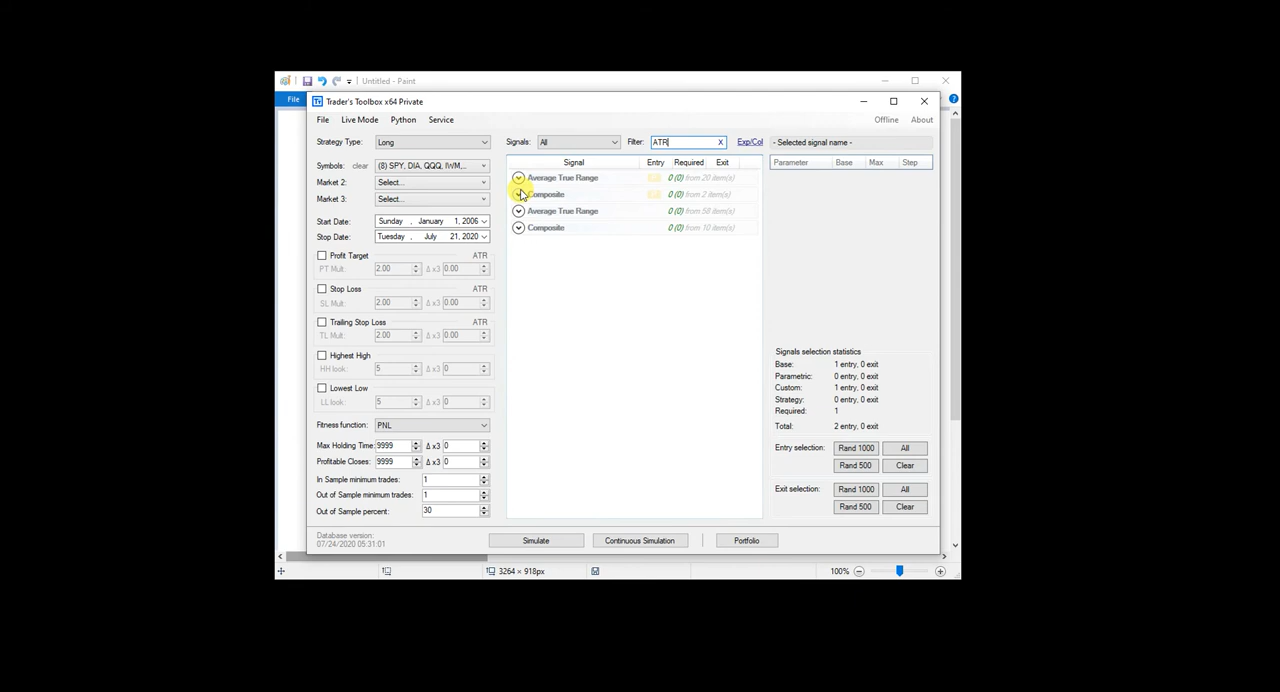 Untitled - Paint
File
Trader's Toolbox x64 Private
File Live Mode Python Service Offline About
Strategy Type: Long
Signals: All Filter: ATR X Exp/Col
- Selected signal name -
Symbols: clear (8) SPY, DIA, QQQ, IWM,...
Market 2: Select...
Market 3: Select...
Start Date: Sunday , January 1, 2006
Stop Date: Tuesday , July 21, 2020
Profit Target ATR
PT Mult: 2.00 Δ x3 0.00
Stop Loss ATR
SL Mult: 2.00 Δ x3 0.00
Trailing Stop Loss ATR
TL Mult: 2.00 Δ x3 0.00
Highest High
HH look: 5 Δ x3 0
Lowest Low
LL look: 5 Δ x3 0
Fitness function: PNL
Max Holding Time: 9999 Δ x3 0
Profitable Closes: 9999 Δ x3 0
In Sample minimum trades: 1
Out of Sample minimum trades: 1
Out of Sample percent: 30
Signal Entry Required Exit
Average True Range 0 (0) from 20 item(s)
Composite 0 (0) from 2 item(s)
Average True Range 0 (0) from 58 item(s)
Composite 0 (0) from 10 item(s)
Parameter Base Max Step
Signals selection statistics
Base: 1 entry, 0 exit
Parametric: 0 entry, 0 exit
Custom: 1 entry, 0 exit
Strategy: 0 entry, 0 exit
Required: 1
Total: 2 entry, 0 exit
Entry selection: Rand 1000 All
Rand 500 Clear
Exit selection: Rand 1000 All
Rand 500 Clear
Database version:
07/24/2020 05:31:01
Simulate Continuous Simulation Portfolio
3264 × 918px 100%